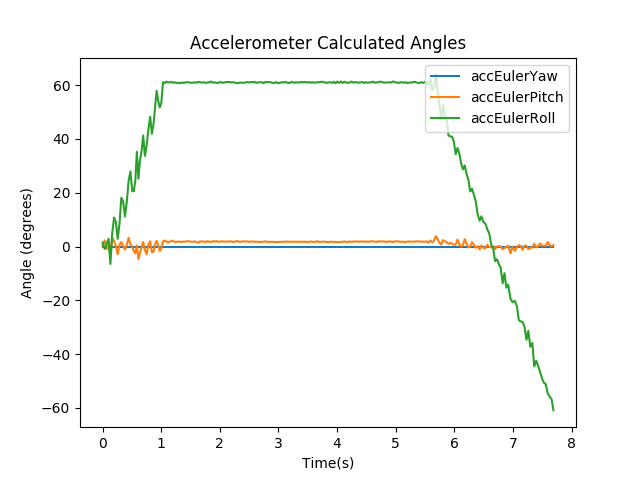 Accelerometer Calculated Angles
accEulerYaw
accEulerPitch
accEulerRoll
Angle (degrees)
60
40
20
0
−20
−40
−60
0 1 2 3 4 5 6 7 8
Time(s)